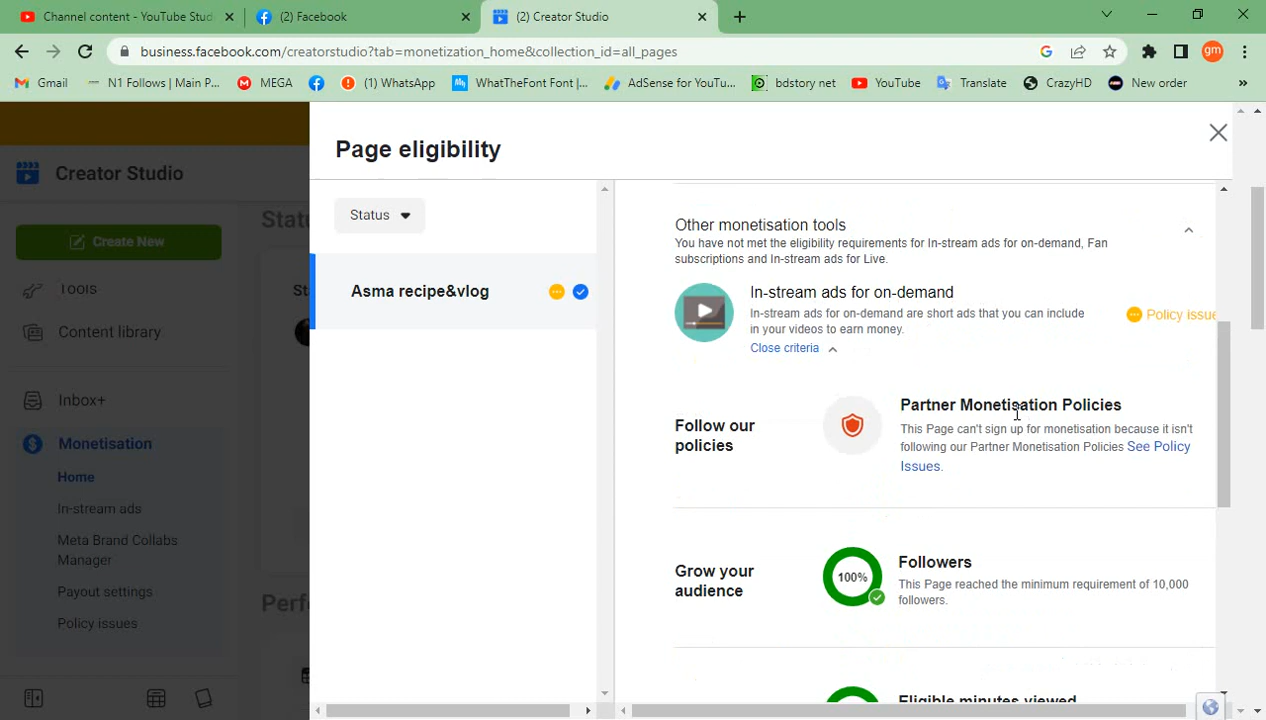 Channel content - YouTube Stud
(2) Facebook
(2) Creator Studio
business.facebook.com/creatorstudio?tab=monetization_home&collection_id=all_pages
gm
Gmail
N1 Follows | Main P...
MEGA
(1) WhatsApp
WhatTheFont Font |...
AdSense for YouTu...
bdstory net
YouTube
Translate
CrazyHD
New order
»
Page eligibility
Creator Studio
Create New
Tools
Content library
Inbox+
Monetisation
Home
In-stream ads
Meta Brand Collabs
Manager
Payout settings
Policy issues
Statu
St
Perfo
Status
Asma recipe&vlog
Other monetisation tools
You have not met the eligibility requirements for In-stream ads for on-demand, Fan
subscriptions and In-stream ads for Live.
In-stream ads for on-demand
In-stream ads for on-demand are short ads that you can include
in your videos to earn money.
Close criteria
Policy issue
Follow our
policies
Partner Monetisation Policies
This Page can't sign up for monetisation because it isn't
following our Partner Monetisation Policies See Policy
Issues.
Grow your
audience
100%
Followers
This Page reached the minimum requirement of 10,000
followers.
Eligible minutes viewed